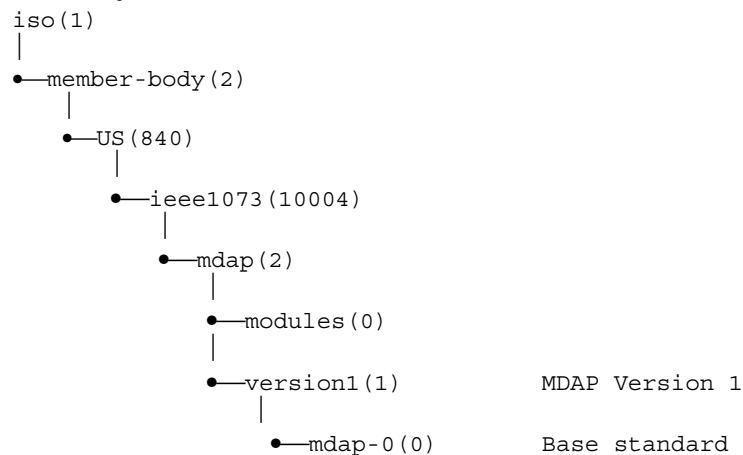 iso(1)
member-body(2)
US(840)
ieee1073(10004)
mdap(2)
modules(0)
version1(1) MDAP Version 1
mdap-0(0) Base standard